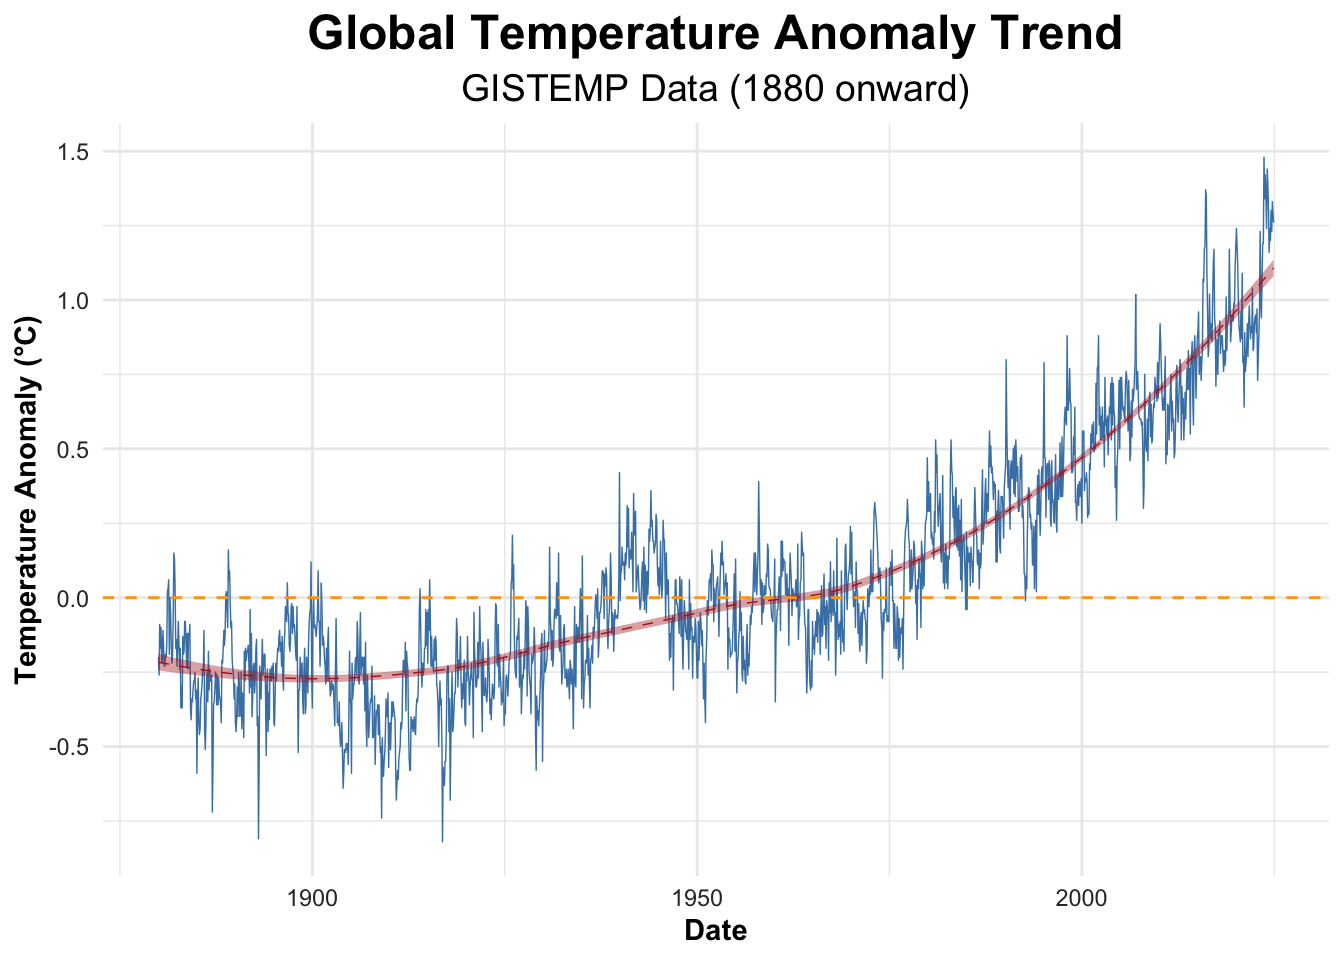 Global Temperature Anomaly Trend
GISTEMP Data (1880 onward)
Temperature Anomaly (°C)
1.5
1.0
0.5
0.0
-0.5
1900
1950
2000
Date